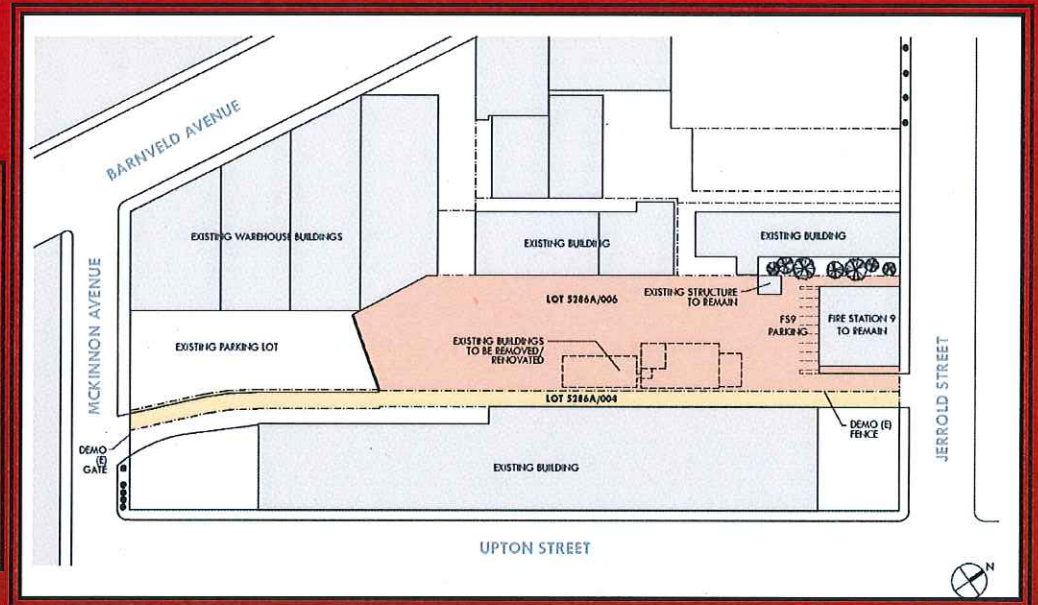 BARNVELD AVENUE
MCKINNON AVENUE
EXISTING WAREHOUSE BUILDINGS
EXISTING BUILDING
EXISTING BUILDING
LOT 5286A/006
EXISTING STRUCTURE
TO REMAIN
FS9
PARKING
FIRE STATION 9
TO REMAIN
EXISTING PARKING LOT
EXISTING BUILDINGS
TO BE REMOVED/
RENOVATED
LOT 5286A/004
JERROLD STREET
DEMO
(E)
GATE
DEMO (E)
FENCE
EXISTING BUILDING
UPTON STREET
N